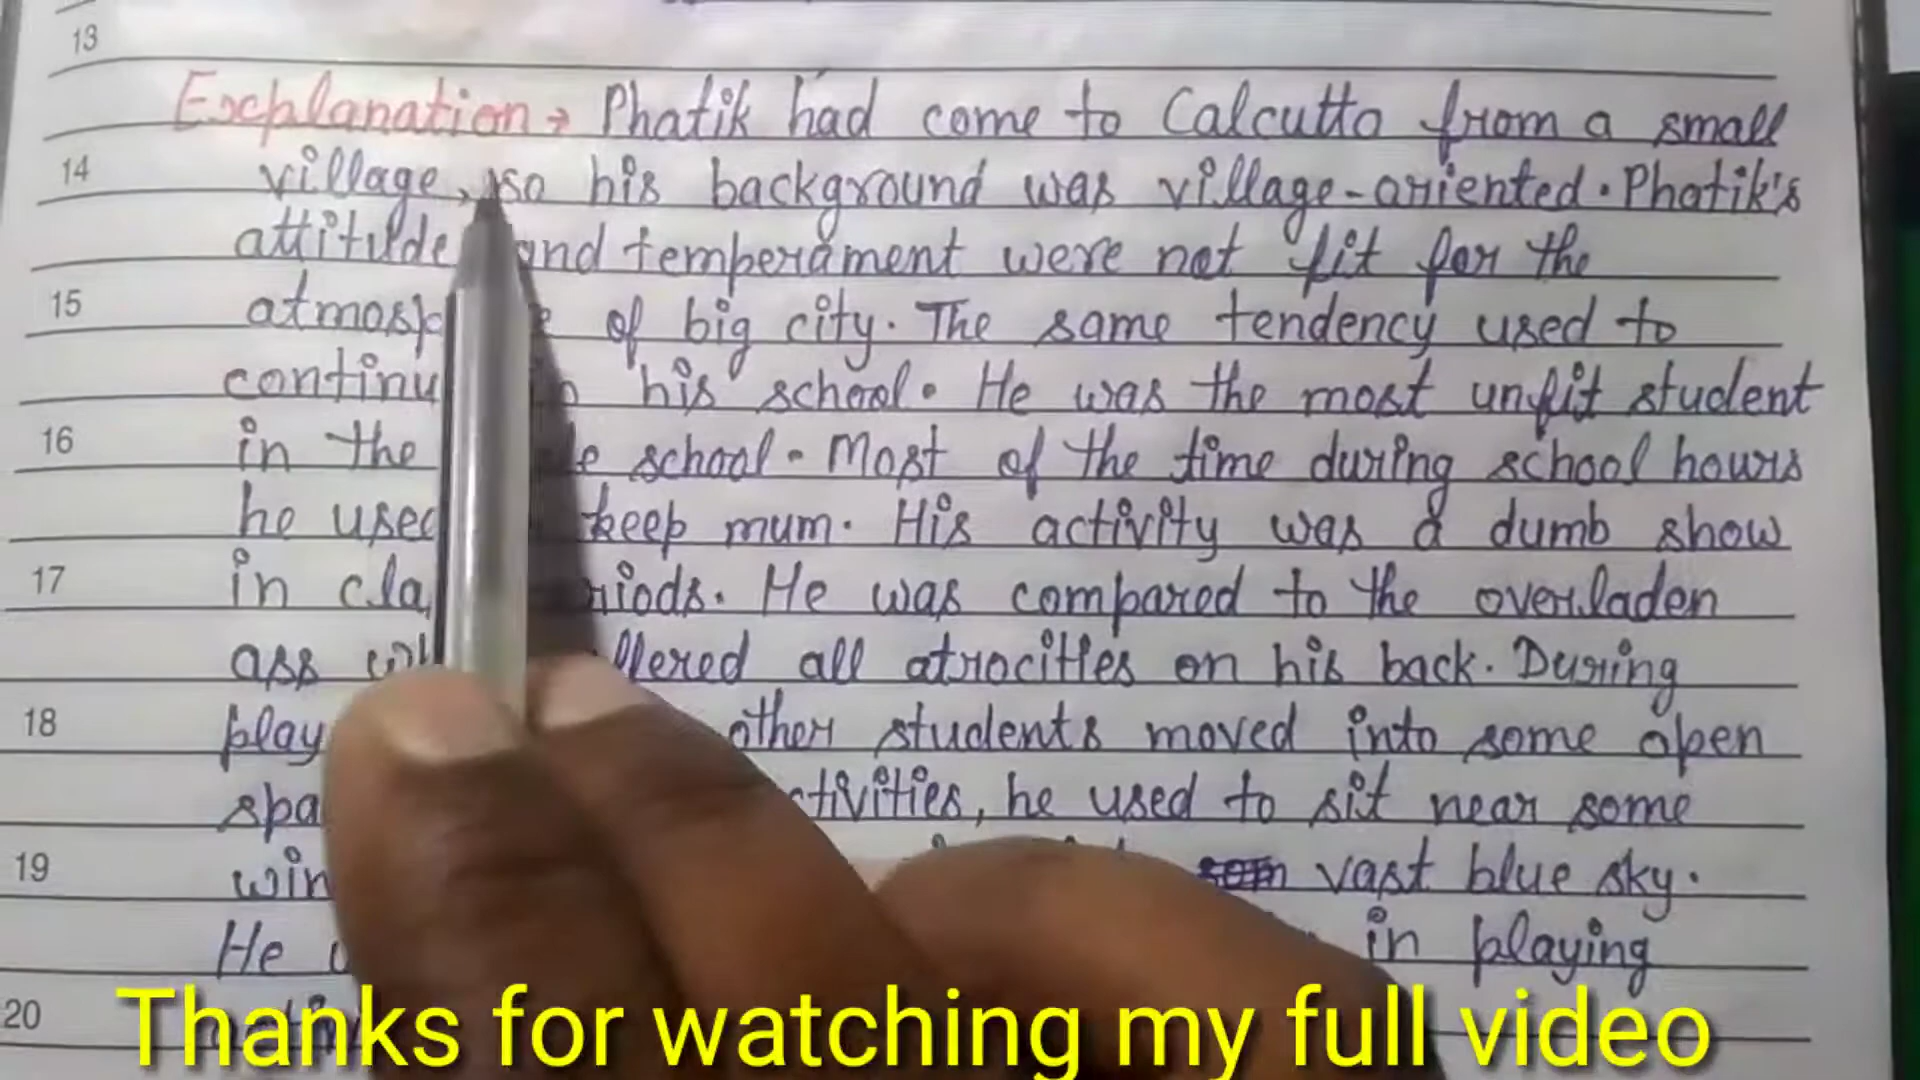 13
Explanation → Phatik had come to Calcutta from a small
14 village, so his background was village-oriented. Phatik's
attitude and temperament were not fit for the
15 of big city. The same tendency used to
his school. He was the most unfit student
16 in the school. Most of the time during school hours
he keep mum. His activity was a dumb show
17 in He was compared to the overladen
ass all atrocities on his back. During
18 play other students moved into some open
he used to sit near some
19 vast blue sky.
He in playing
20
Thanks for watching my full video